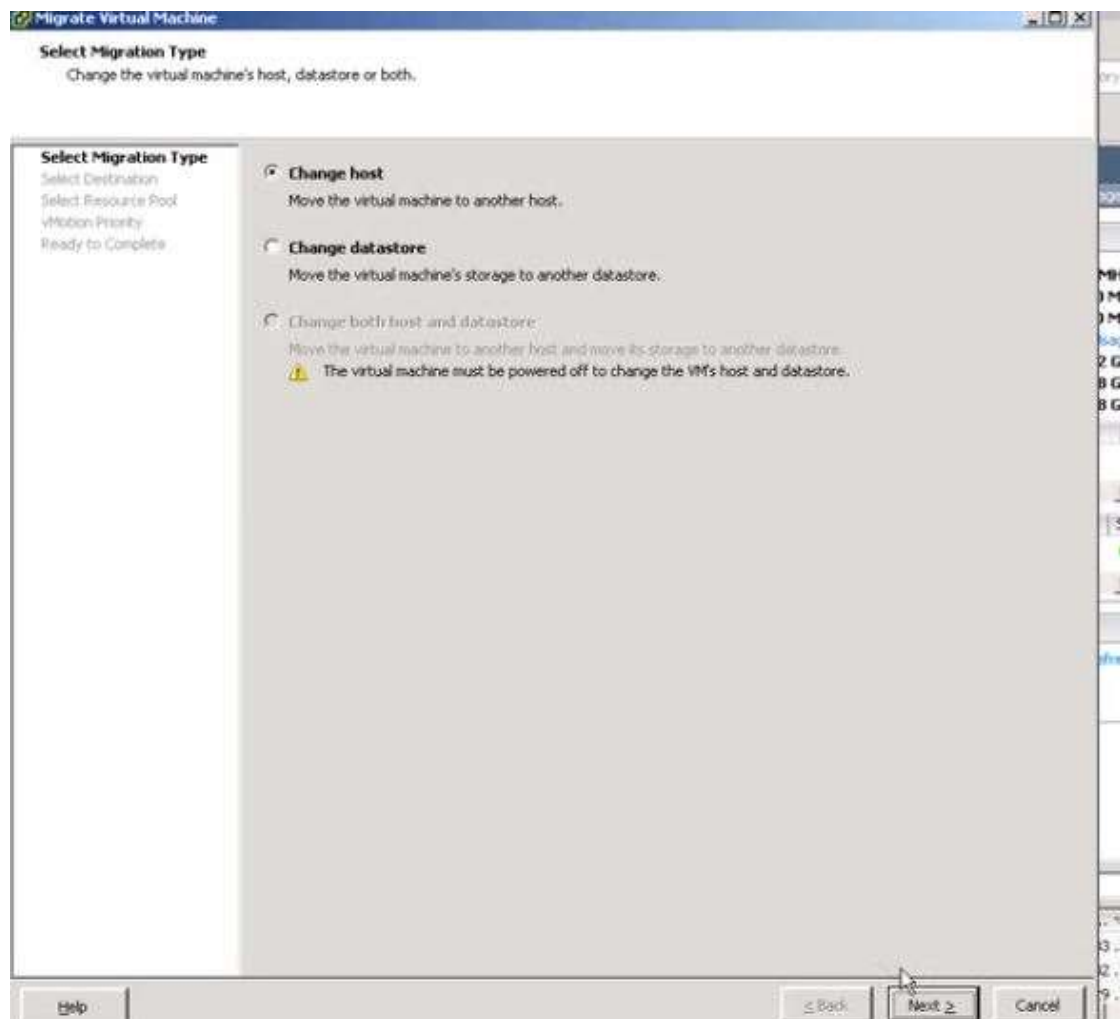 Migrate Virtual Machine
Select Migration Type
Change the virtual machine's host, datastore or both.
Select Migration Type
Select Destination
Select Resource Pool
vMotion Priority
Ready to Complete
Change host
Move the virtual machine to another host.
Change datastore
Move the virtual machine's storage to another datastore.
Change both host and datastore
Move the virtual machine to another host and move its storage to another datastore.
The virtual machine must be powered off to change the VM's host and datastore.
Help
< Back
Next >
Cancel